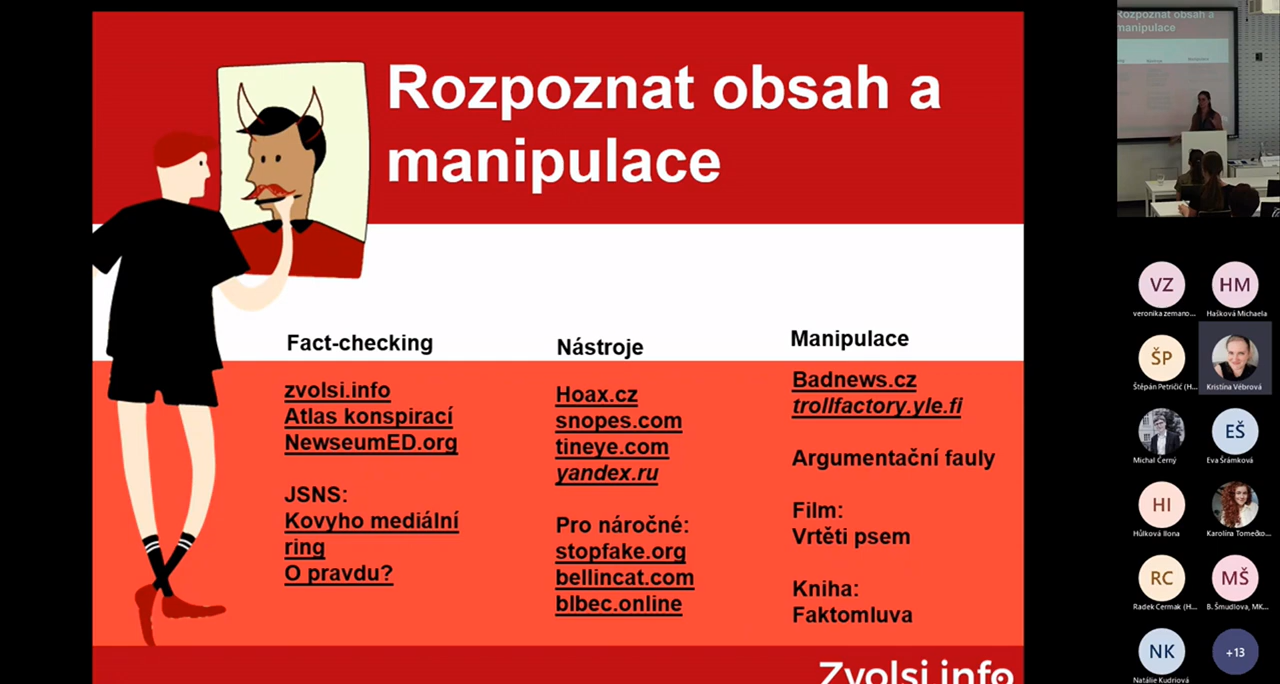 Rozpoznat obsah a
manipulace
Fact-checking
zvolsi.info
Atlas konspirací
NewseumED.org
JSNS:
Kovyho mediální
ring
O pravdu?
Nástroje
Hoax.cz
snopes.com
tineye.com
yandex.ru
Pro náročné:
stopfake.org
bellincat.com
blbec.online
Manipulace
Badnews.cz
trollfactory.yle.fi
Argumentační fauly
Film:
Vrtěti psem
Kniha:
Faktomluva
Zvolsi.info
Rozpoznat obsah a
manipulace
VZ
veronika zemano...
HM
Hašková Michaela
ŠP
Štěpán Petričić (H...
Kristína Vébrová
Michal Černý
EŠ
Eva Šrámková
HI
Hůlková Ilona
Karolína Tomečko...
RC
Radek Cermak (H...
MŠ
B. Šmudlova, MK...
NK
Natálie Kudriová
+13